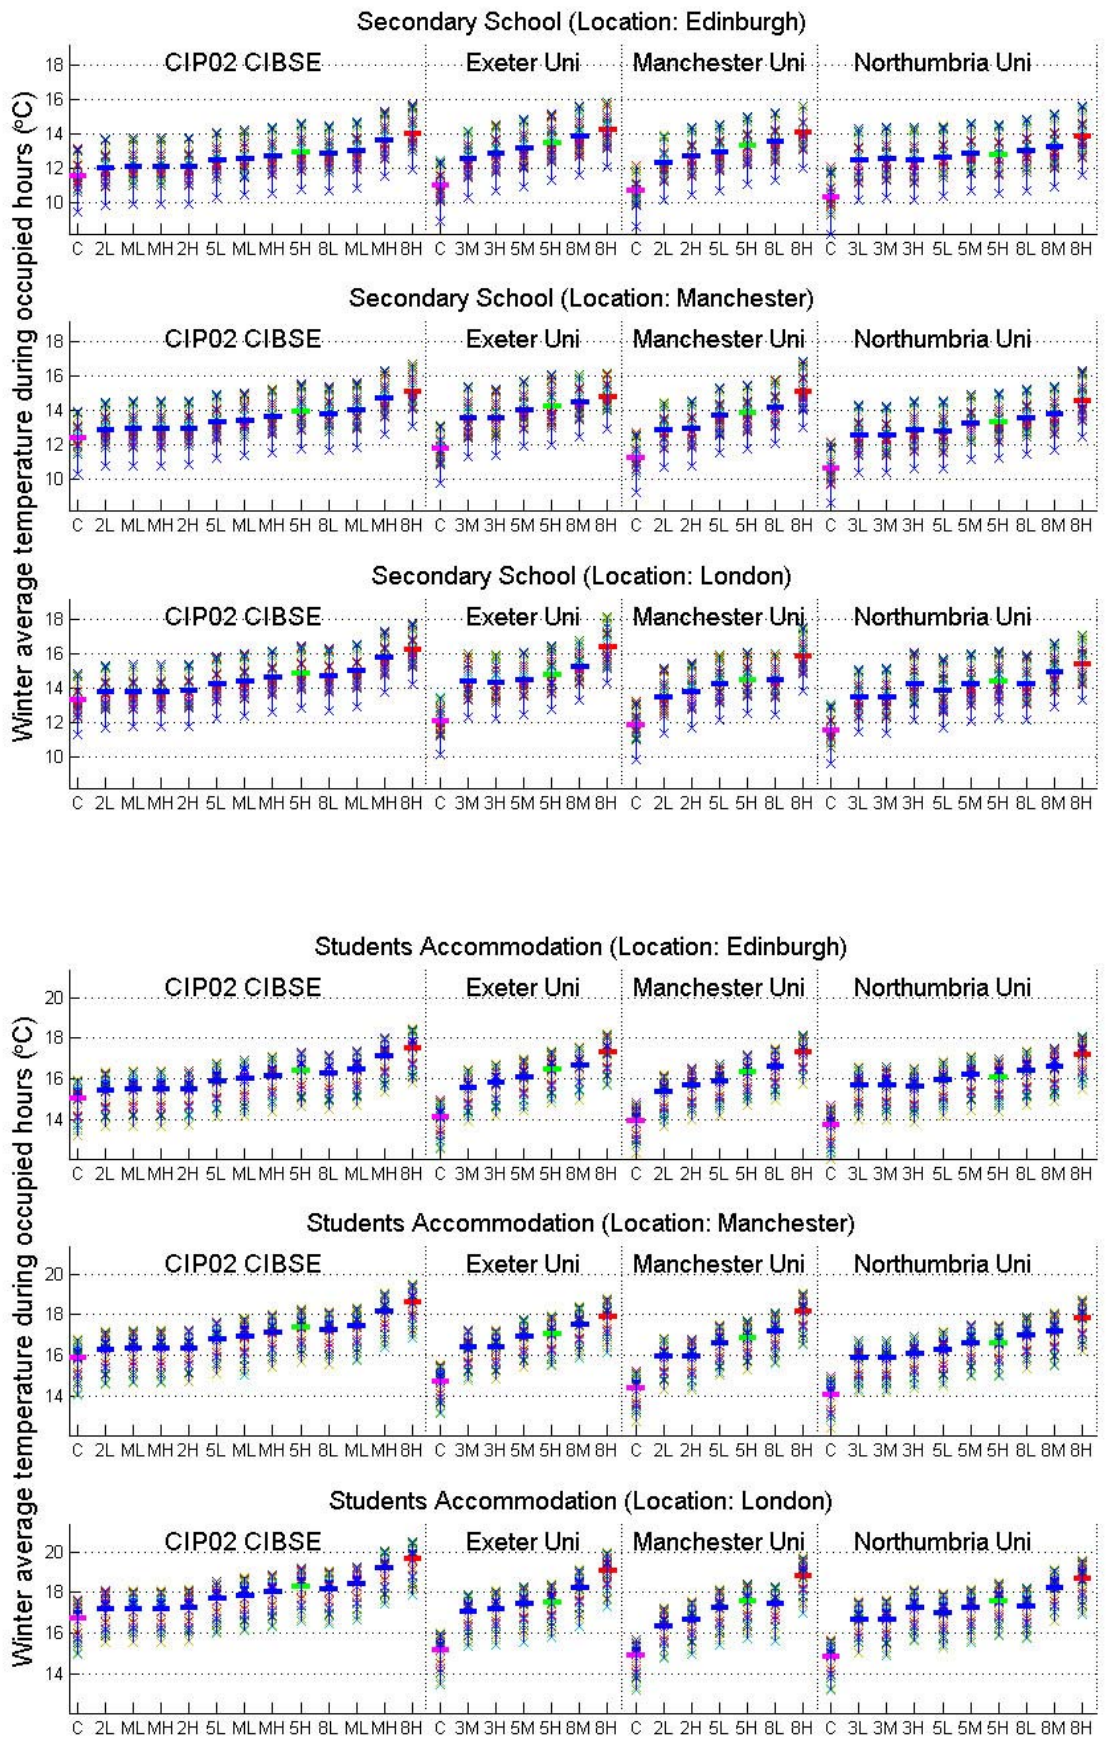 Secondary School (Location: Edinburgh)
CIP02 CIBSE Exeter Uni Manchester Uni Northumbria Uni
18
16
14
12
10
C 2L ML MH 2H 5L ML MH 5H 8L ML MH 8H C 3M 3H 5M 5H 8M 8H C 2L 2H 5L 5H 8L 8H C 3L 3M 3H 5L 5M 5H 8L 8M 8H
Winter average temperature during occupied hours (ºC)
Secondary School (Location: Manchester)
CIP02 CIBSE Exeter Uni Manchester Uni Northumbria Uni
18
16
14
12
10
C 2L ML MH 2H 5L ML MH 5H 8L ML MH 8H C 3M 3H 5M 5H 8M 8H C 2L 2H 5L 5H 8L 8H C 3L 3M 3H 5L 5M 5H 8L 8M 8H
Secondary School (Location: London)
CIP02 CIBSE Exeter Uni Manchester Uni Northumbria Uni
18
16
14
12
10
C 2L ML MH 2H 5L ML MH 5H 8L ML MH 8H C 3M 3H 5M 5H 8M 8H C 2L 2H 5L 5H 8L 8H C 3L 3M 3H 5L 5M 5H 8L 8M 8H
Students Accommodation (Location: Edinburgh)
CIP02 CIBSE Exeter Uni Manchester Uni Northumbria Uni
20
18
16
14
C 2L ML MH 2H 5L ML MH 5H 8L ML MH 8H C 3M 3H 5M 5H 8M 8H C 2L 2H 5L 5H 8L 8H C 3L 3M 3H 5L 5M 5H 8L 8M 8H
Winter average temperature during occupied hours (ºC)
Students Accommodation (Location: Manchester)
CIP02 CIBSE Exeter Uni Manchester Uni Northumbria Uni
20
18
16
14
C 2L ML MH 2H 5L ML MH 5H 8L ML MH 8H C 3M 3H 5M 5H 8M 8H C 2L 2H 5L 5H 8L 8H C 3L 3M 3H 5L 5M 5H 8L 8M 8H
Students Accommodation (Location: London)
CIP02 CIBSE Exeter Uni Manchester Uni Northumbria Uni
20
18
16
14
C 2L ML MH 2H 5L ML MH 5H 8L ML MH 8H C 3M 3H 5M 5H 8M 8H C 2L 2H 5L 5H 8L 8H C 3L 3M 3H 5L 5M 5H 8L 8M 8H